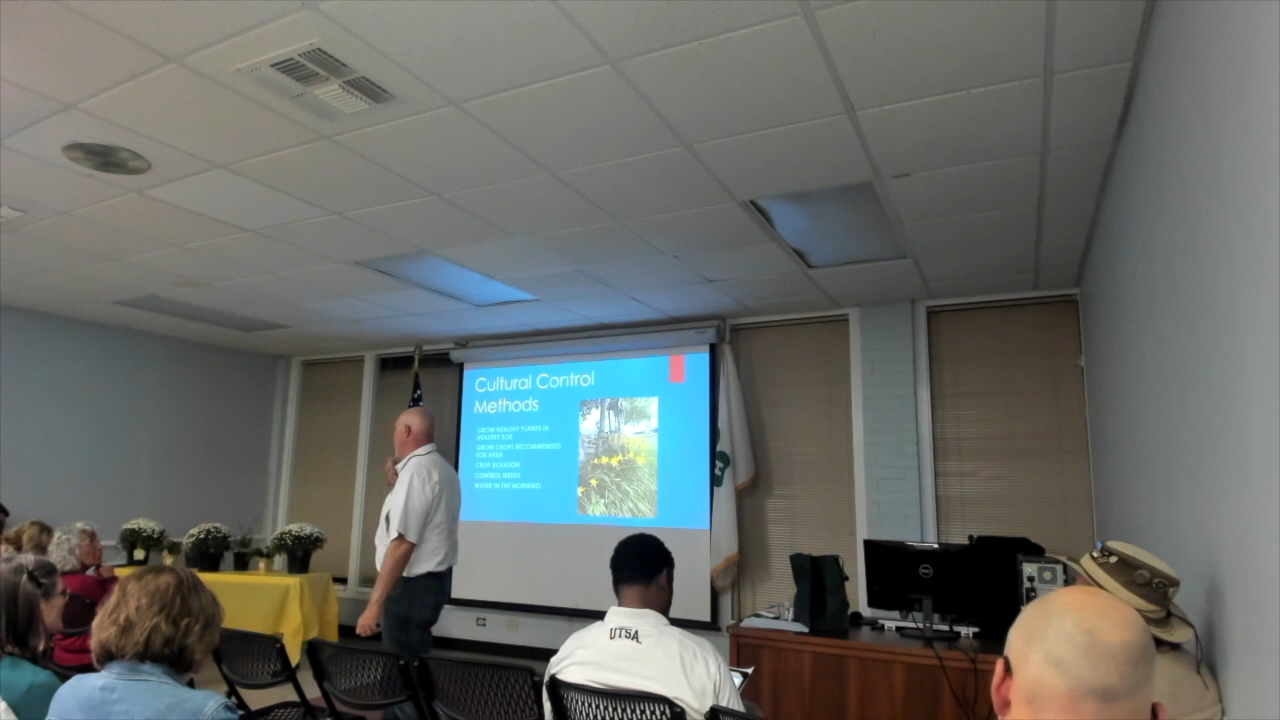 Cultural Control
Methods
GROW HEALTHY PLANTS IN
HEALTHY SOIL
GROW CROPS RECOMMENDED
FOR AREA
CROP ROTATION
CONTROL WEEDS
WATER IN THE MORNING
UTSA
DELL
H